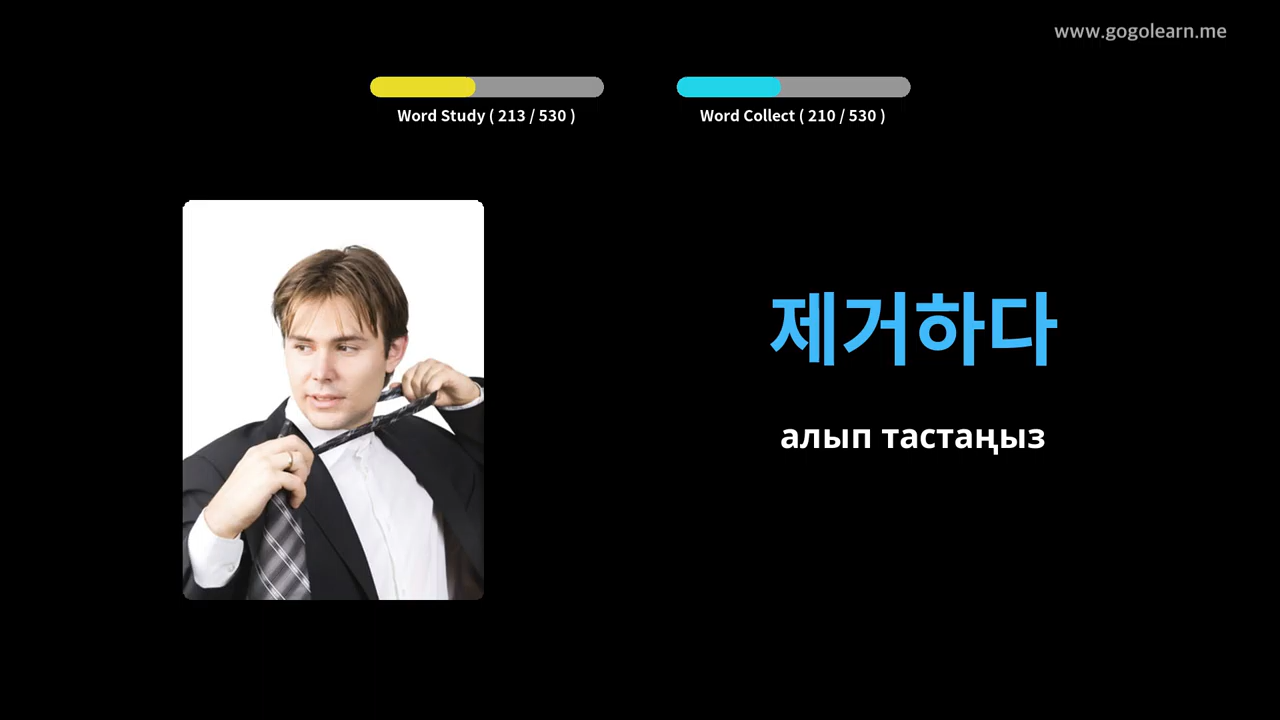 www.gogolearn.me
Word Study ( 213 / 530 )
Word Collect ( 210 / 530 )
제거하다
алып тастаңыз